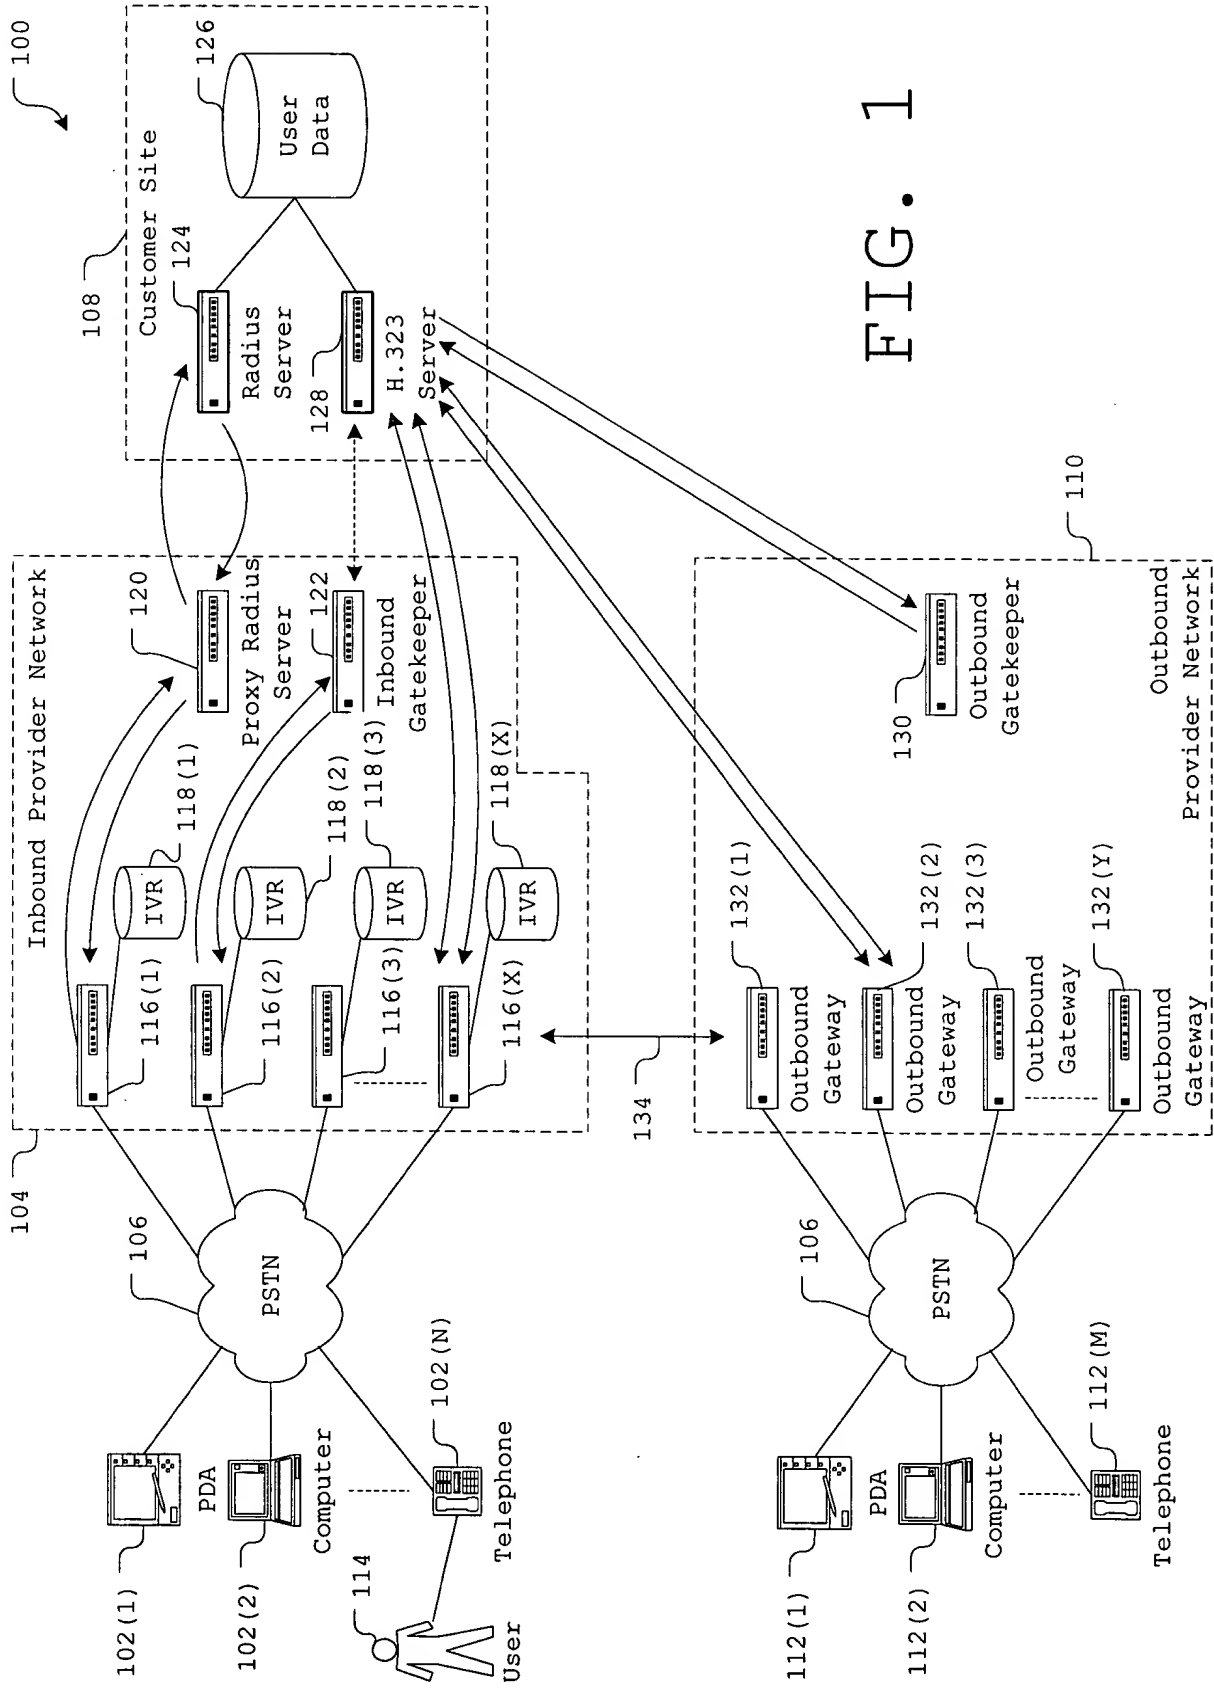 100
104
Inbound Provider Network
108
Customer Site
102(1)
PDA
102(2)
Computer
102(N)
Telephone
114
User
106
PSTN
116(1)
IVR
118(1)
116(2)
IVR
118(2)
116(3)
IVR
118(3)
116(X)
IVR
118(X)
120
Proxy Radius
Server
122
Inbound
Gatekeeper
124
Radius
Server
126
User
Data
128
H.323
Server
134
110
112(1)
PDA
112(2)
Computer
112(M)
Telephone
106
PSTN
132(1)
Outbound
Gateway
132(2)
Outbound
Gateway
132(3)
Outbound
Gateway
132(Y)
Outbound
Gateway
130
Outbound
Gatekeeper
Outbound
Provider Network
FIG. 1